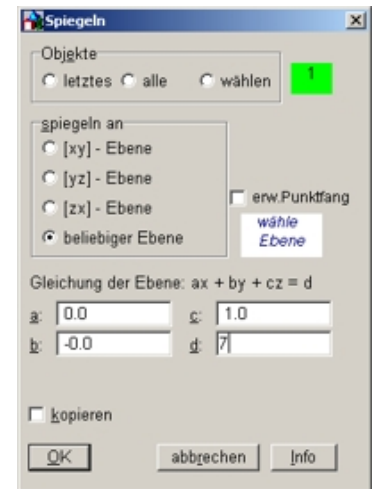 Spiegeln
Objekte
letztes alle wählen 1
spiegeln an
[xy] - Ebene
[yz] - Ebene
[zx] - Ebene
beliebiger Ebene
erw.Punktfang
wähle
Ebene
Gleichung der Ebene: ax + by + cz = d
a: 0.0 c: 1.0
b: -0.0 d: 7
kopieren
OK abbrechen Info